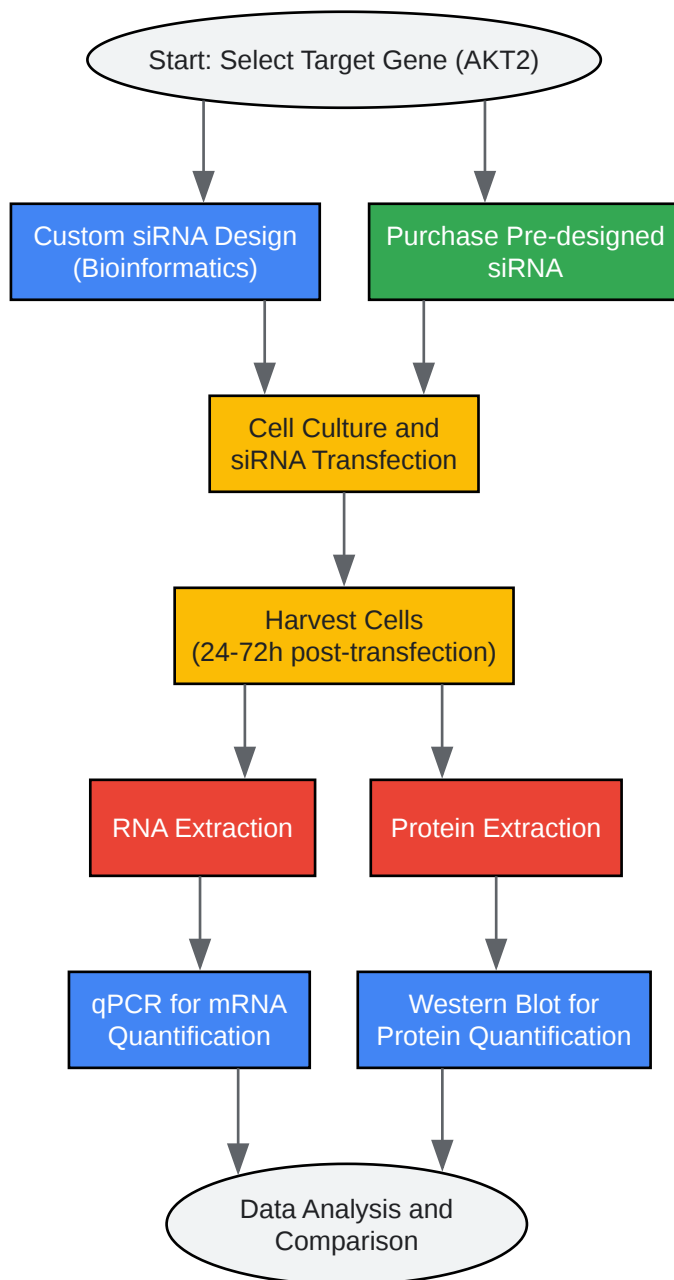 Start: Select Target Gene (AKT2)
Custom siRNA Design
(Bioinformatics)
Purchase Pre-designed
siRNA
Cell Culture and
siRNA Transfection
Harvest Cells
(24-72h post-transfection)
RNA Extraction
Protein Extraction
qPCR for mRNA
Quantification
Western Blot for
Protein Quantification
Data Analysis and
Comparison